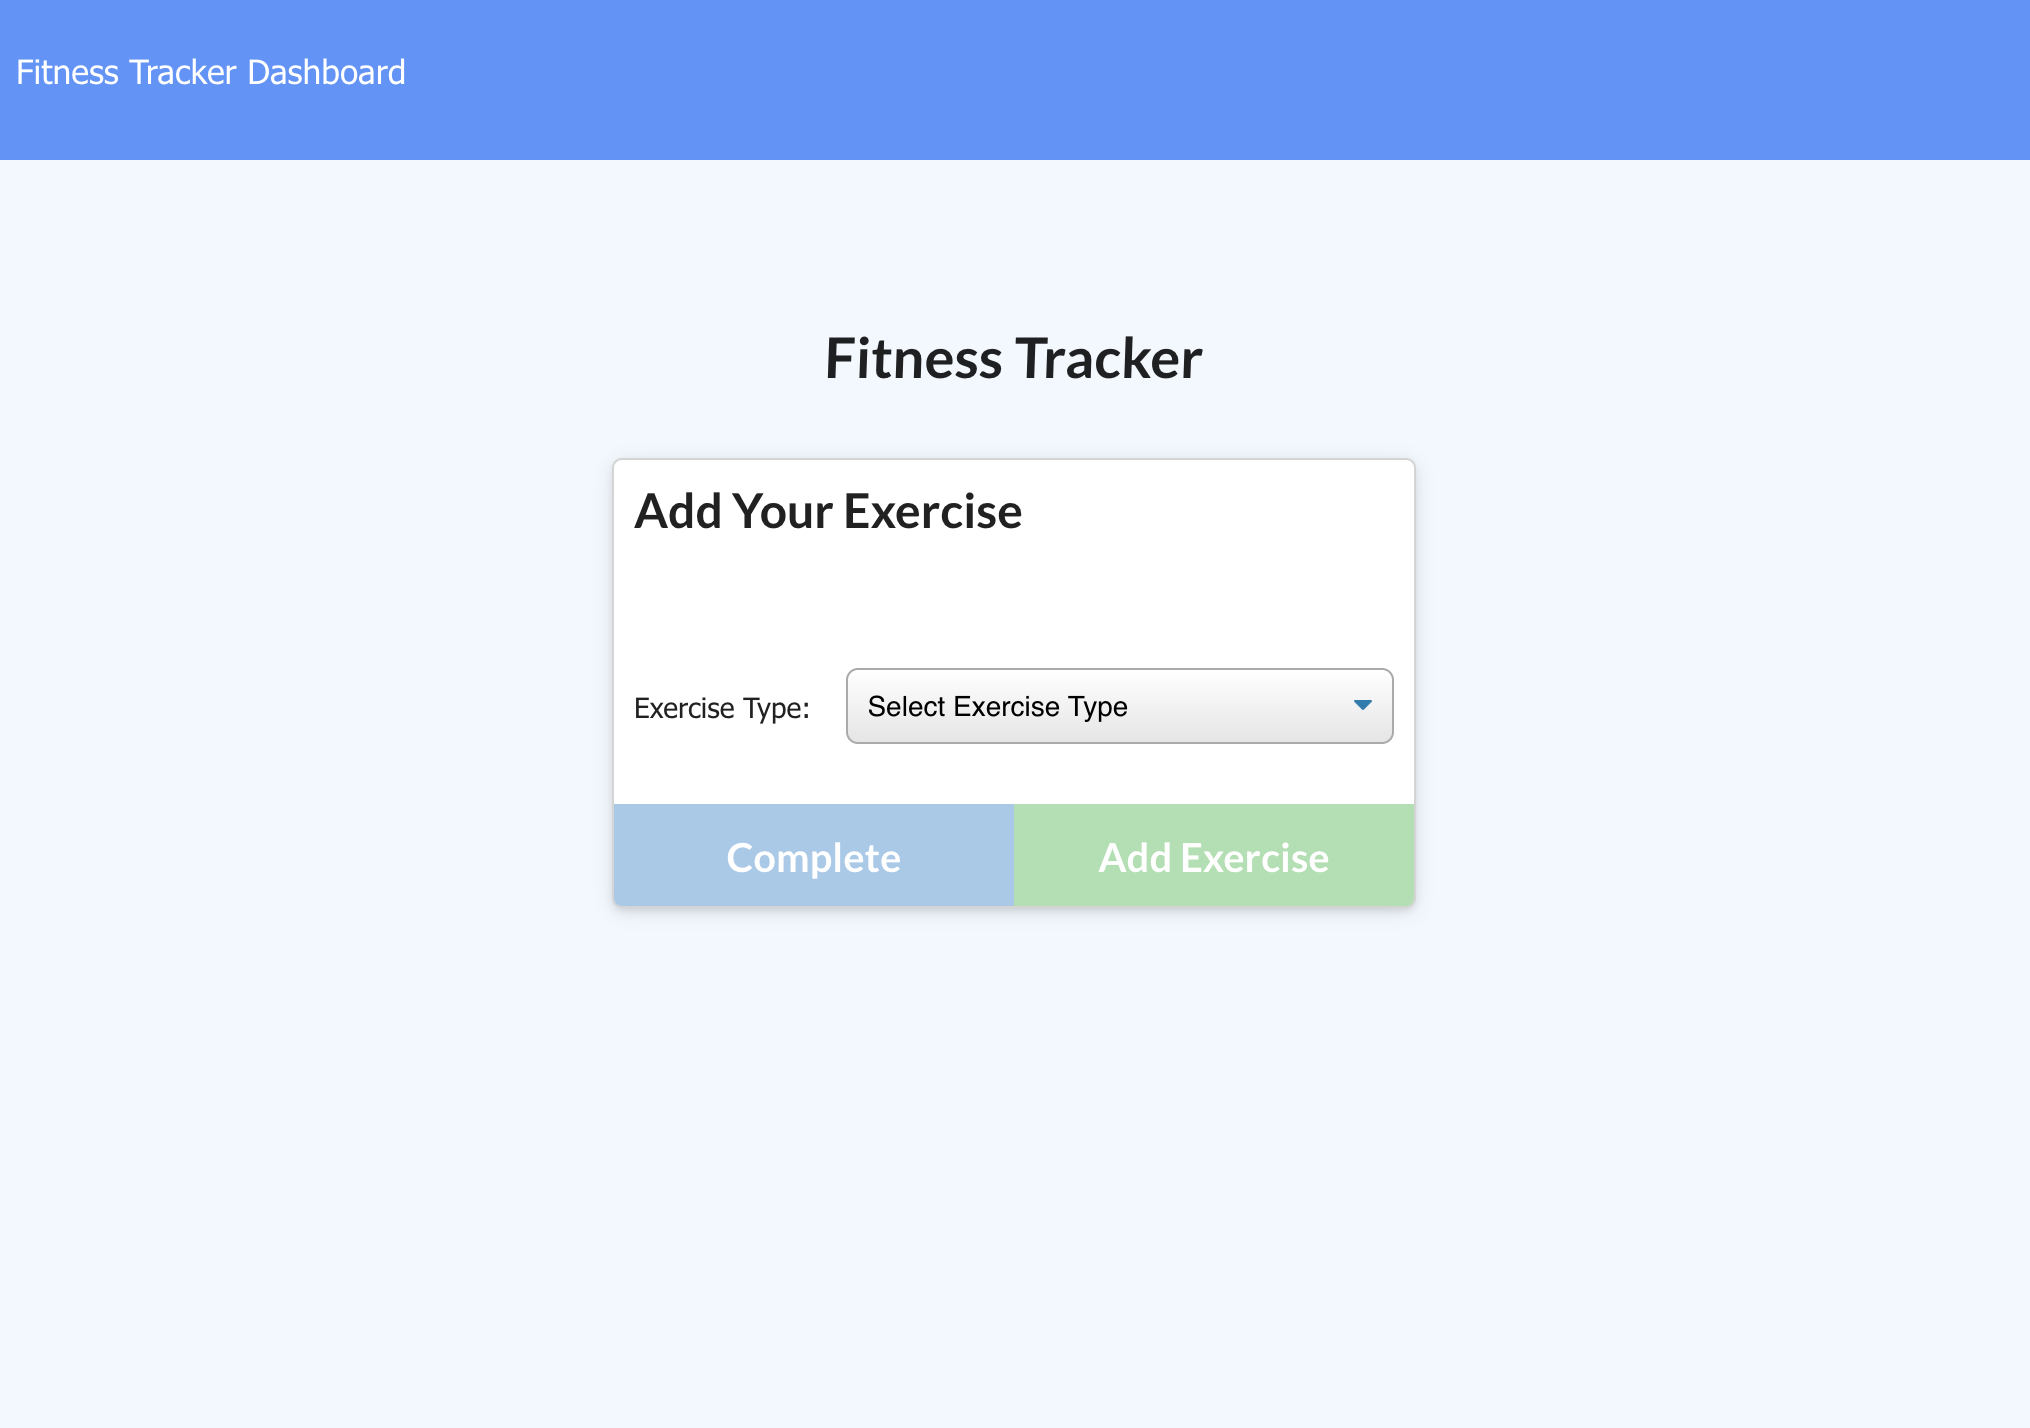 Fitness Tracker Dashboard
Fitness Tracker
Add Your Exercise
Exercise Type: Select Exercise Type
Complete Add Exercise